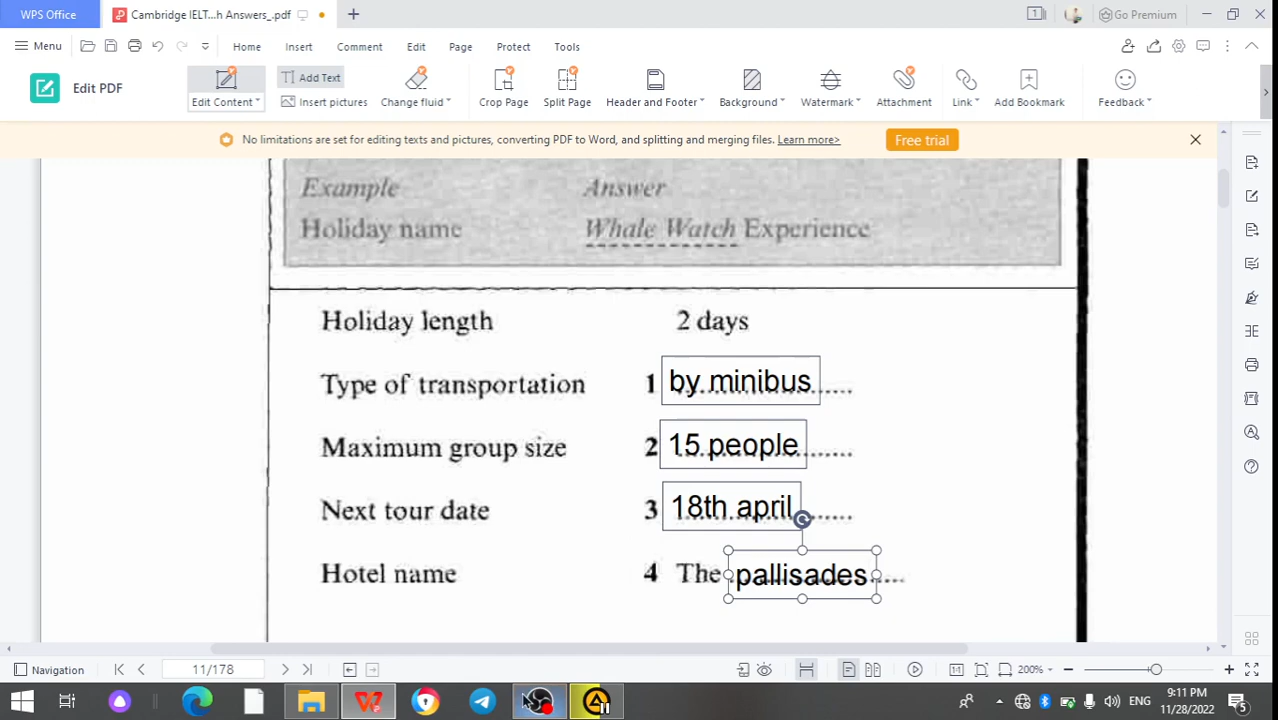 WPS Office
Cambridge IELT...h Answers_.pdf
1
Go Premium
Menu
Home
Insert
Comment
Edit
Page
Protect
Tools
Edit PDF
Edit Content
Add Text
Insert pictures
Change fluid
Crop Page
Split Page
Header and Footer
Background
Watermark
Attachment
Link
Add Bookmark
Feedback
No limitations are set for editing texts and pictures, converting PDF to Word, and splitting and merging files. Learn more>
Free trial
Example Answer
Holiday name Whale Watch Experience
Holiday length 2 days
Type of transportation 1 by minibus
Maximum group size 2 15 people
Next tour date 3 18th april
Hotel name 4 The pallisades
Navigation
11/178
200%
ENG
9:11 PM
11/28/2022
5